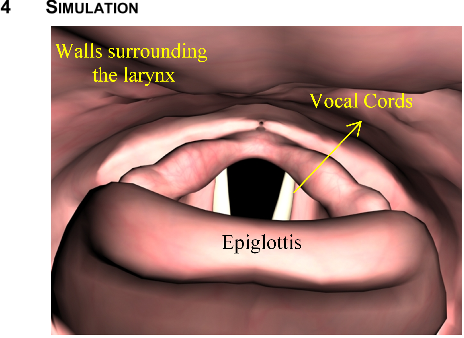 4 SIMULATION
Walls surrounding
the larynx
Vocal Cords
Epiglottis